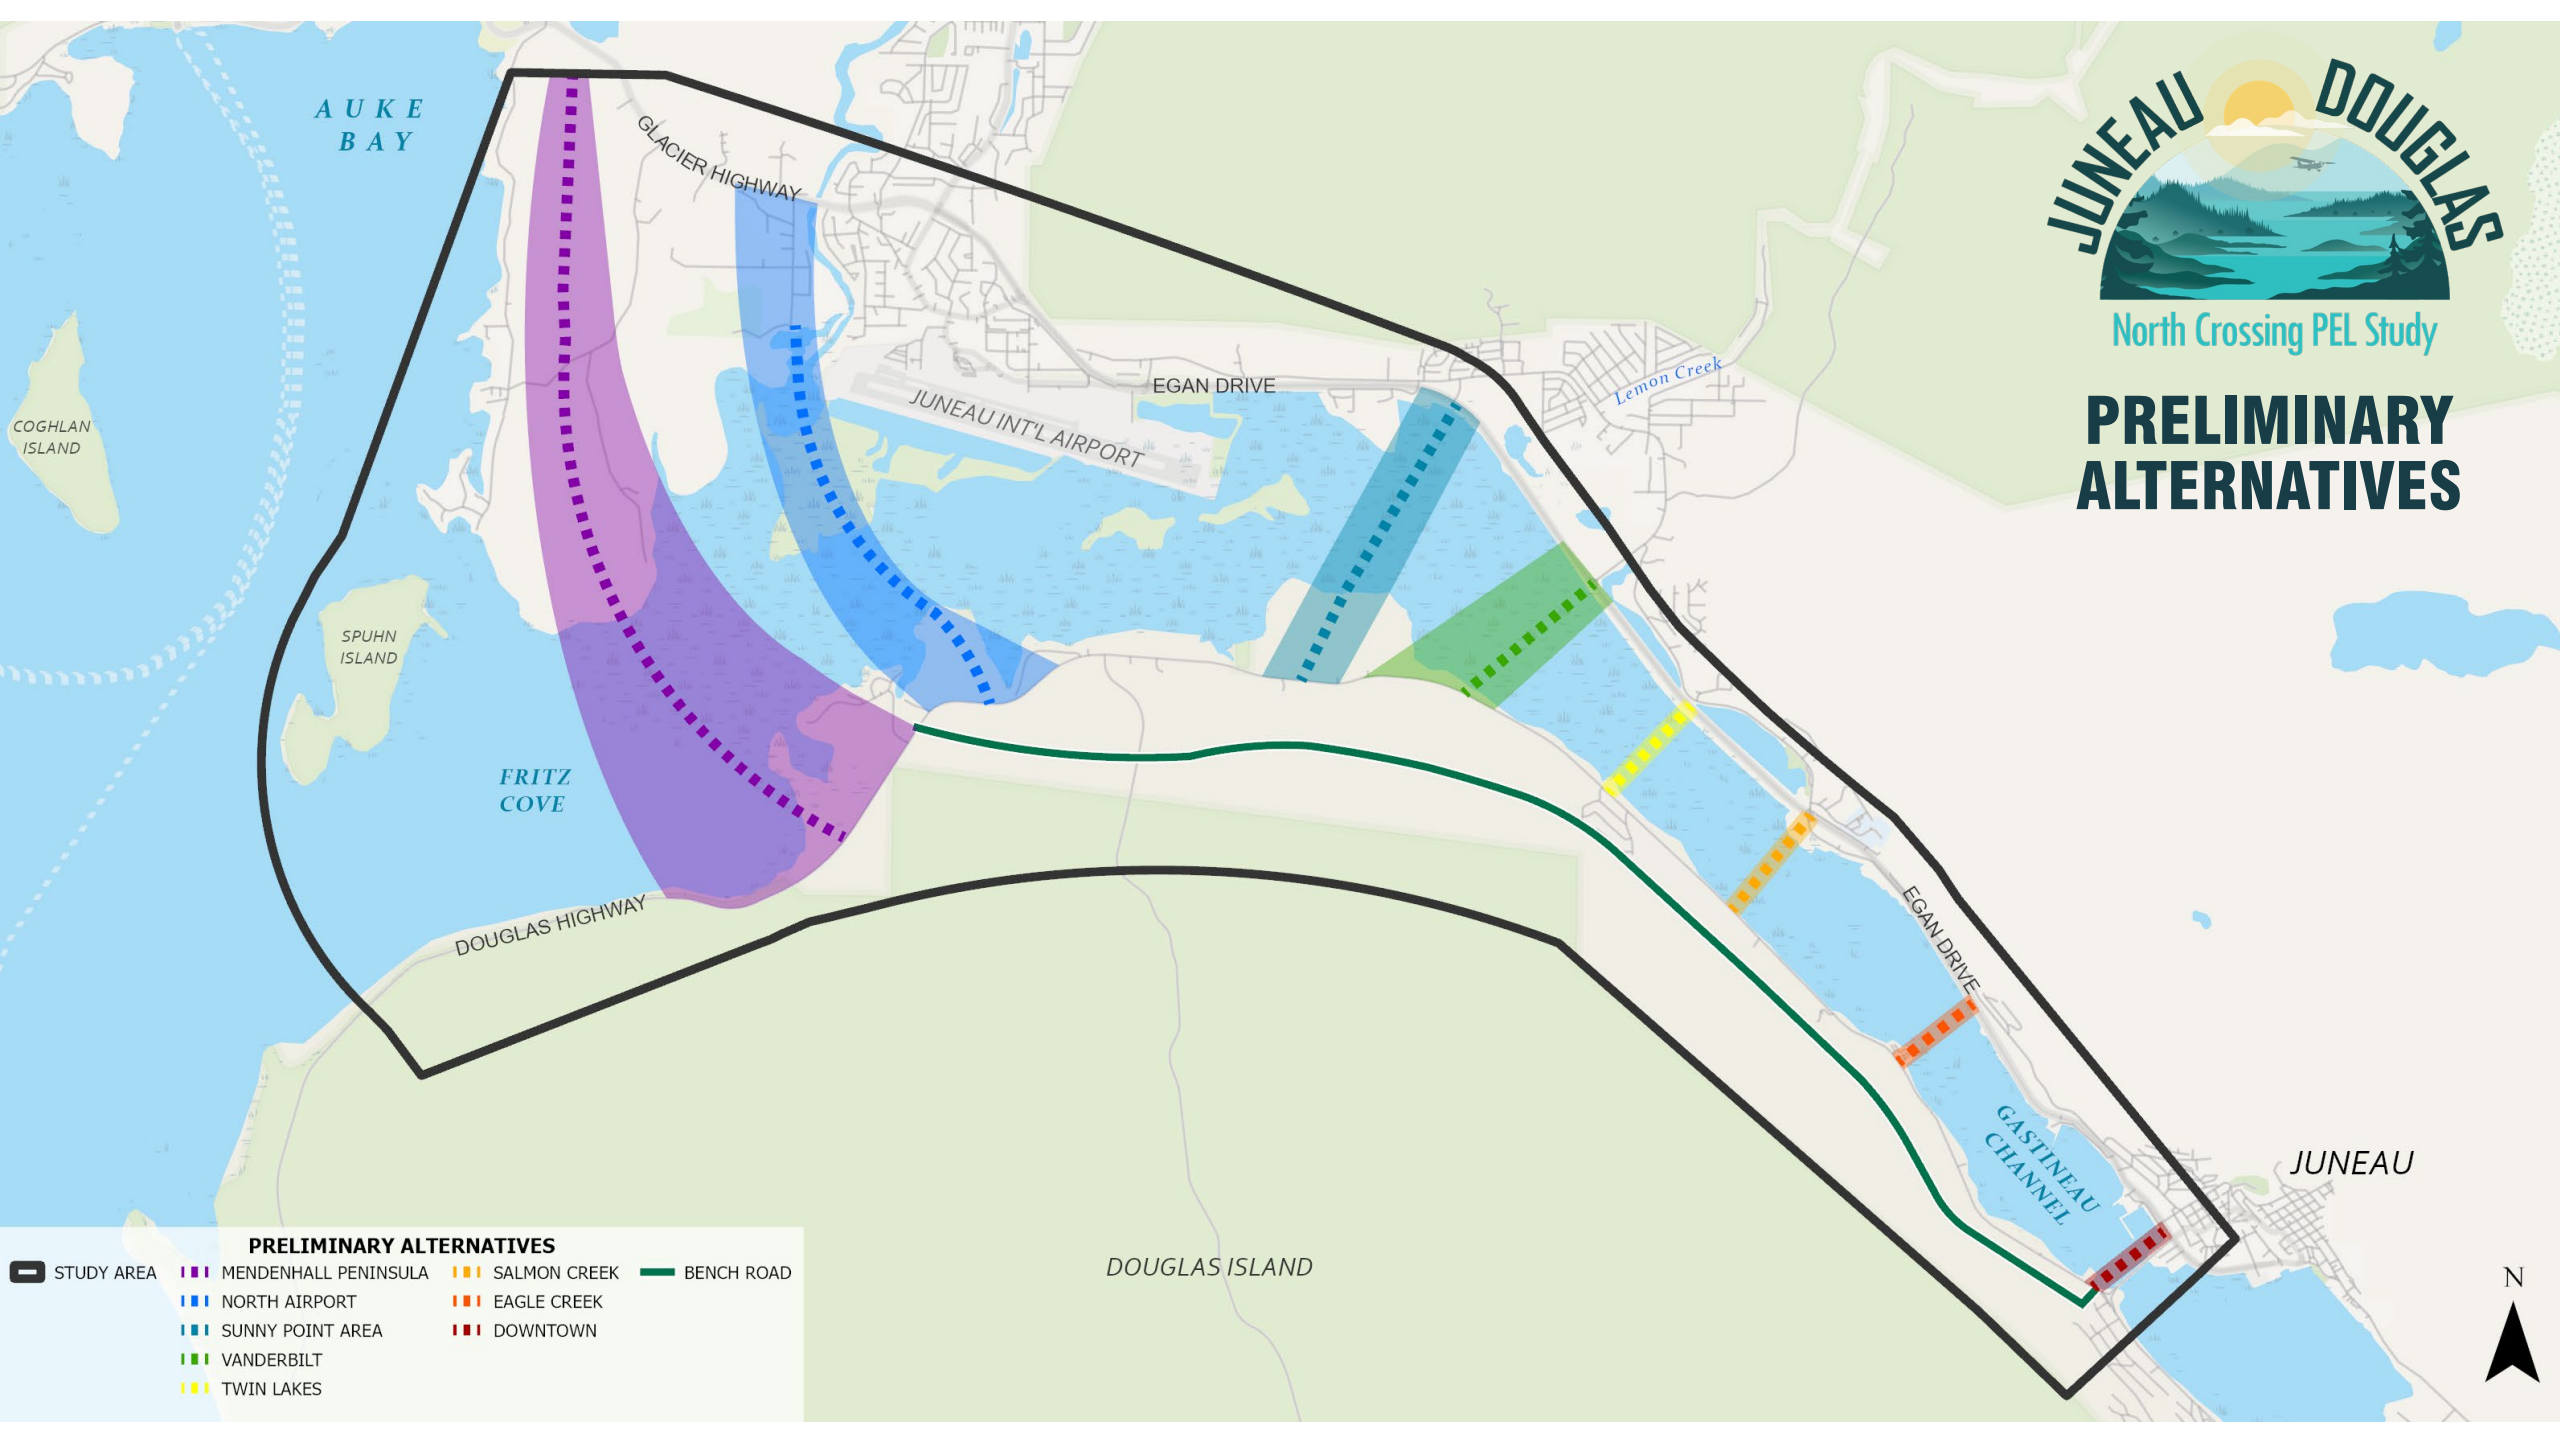 JUNEAU DOUGLAS
North Crossing PEL Study
PRELIMINARY
ALTERNATIVES
AUKE
BAY
GLACIER HIGHWAY
COGHLAN
ISLAND
JUNEAU INT'L AIRPORT
EGAN DRIVE
Lemon Creek
SPUHN
ISLAND
FRITZ
COVE
DOUGLAS HIGHWAY
EGAN DRIVE
GASTINEAU
CHANNEL
JUNEAU
DOUGLAS ISLAND
N
PRELIMINARY ALTERNATIVES
STUDY AREA
MENDENHALL PENINSULA
NORTH AIRPORT
SUNNY POINT AREA
VANDERBILT
TWIN LAKES
SALMON CREEK
EAGLE CREEK
DOWNTOWN
BENCH ROAD